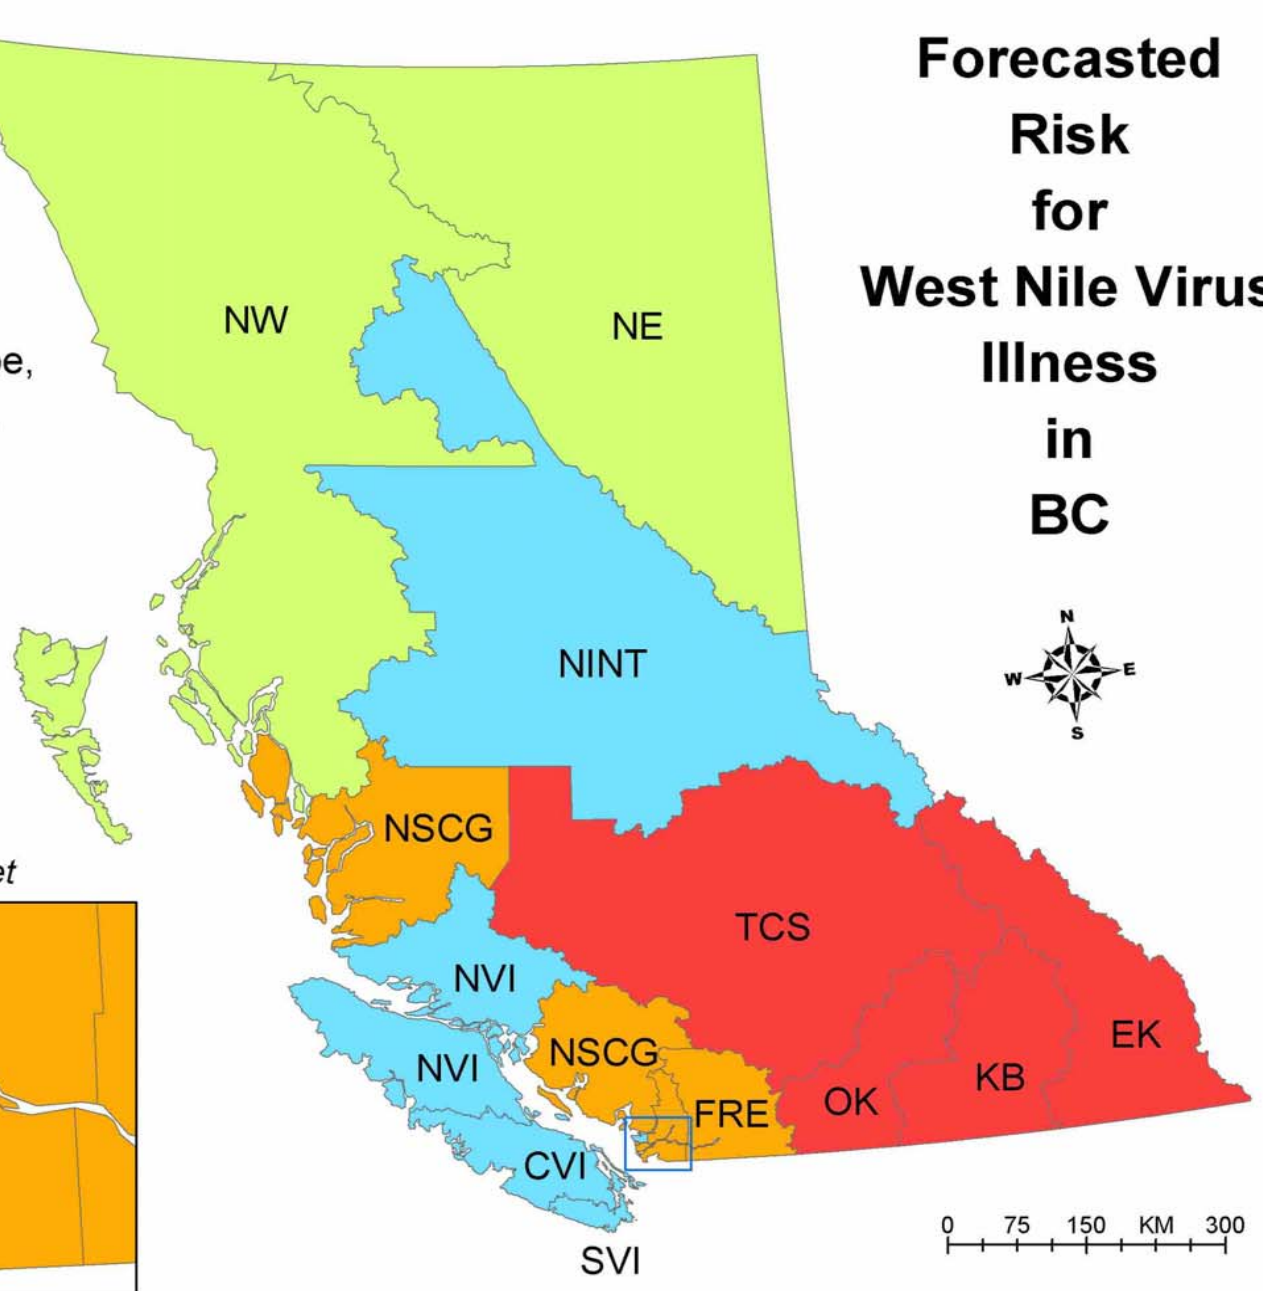 Forecasted
Risk
for
West Nile Virus
Illness
in
BC
NW
NE
N
W
E
S
NINT
NSCG
TCS
NVI
NSCG
EK
NVI
KB
OK
FRE
CVI
0 75 150 KM 300
SVI